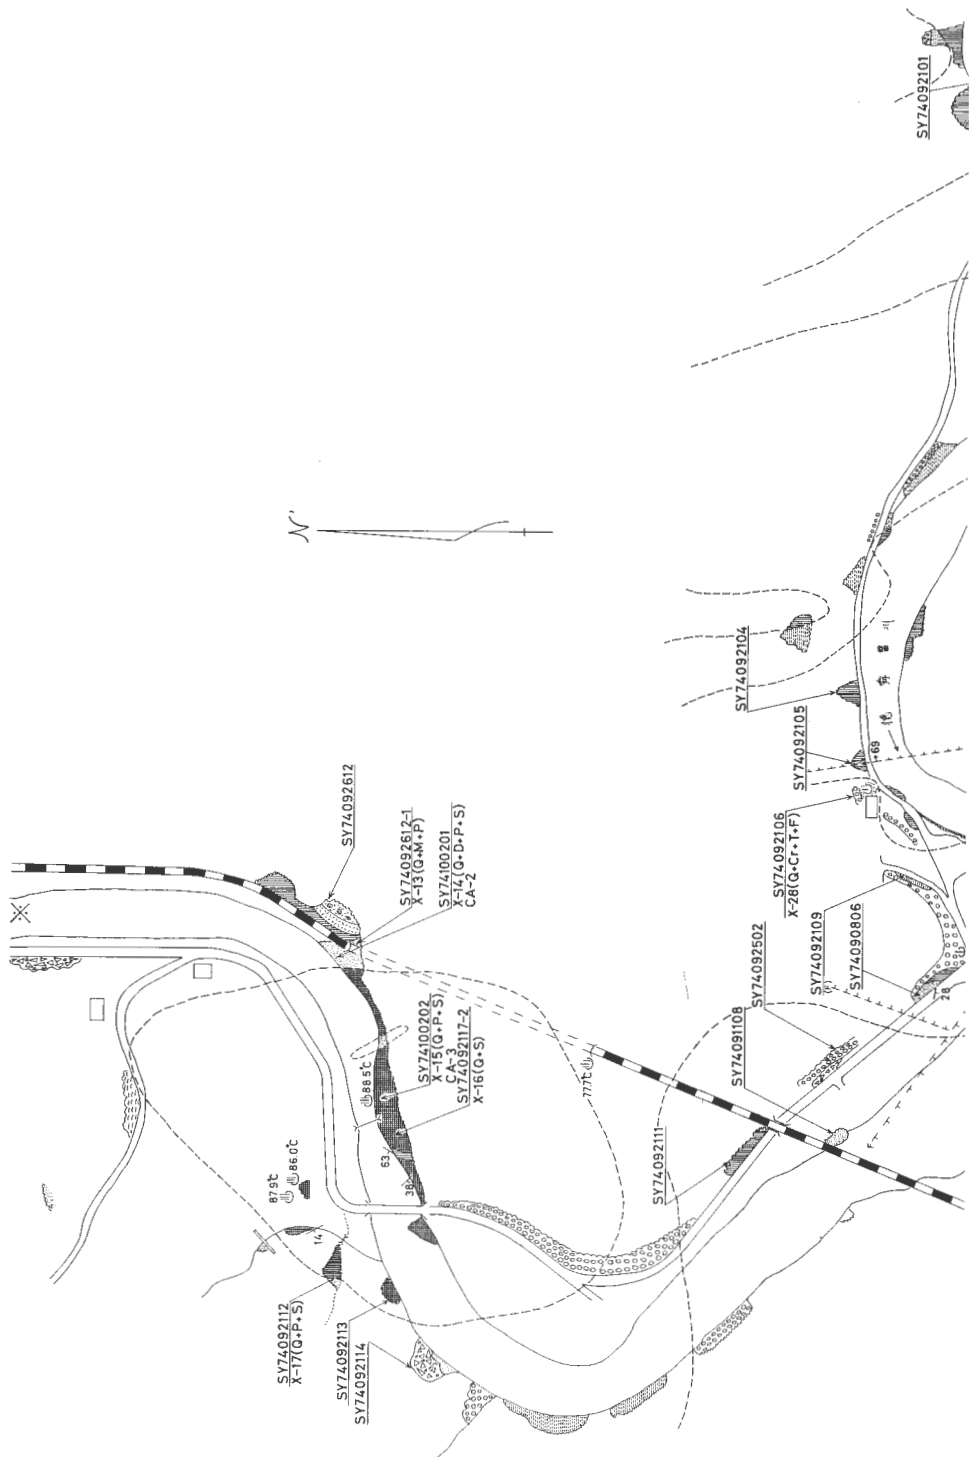 SY74092101
N
SY74092104
SY74092105
+69
SY74092106
X-28(Q+Cr+T+F)
SY74092109
SY74090806
28
SY74092502
SY74091108
SY74092111
77.7℃
SY74092612
SY74092612-1
X-13(Q+M+P)
SY74100201
X-14(Q+D+P+S)
CA-2
SY74100202
X-15(Q+P+S)
CA-3
SY74092117-2
X-16(Q+S)
88.5℃
63
38
87.9℃
86.0℃
14
SY74092112
X-17(Q+P+S)
SY74092113
SY74092114